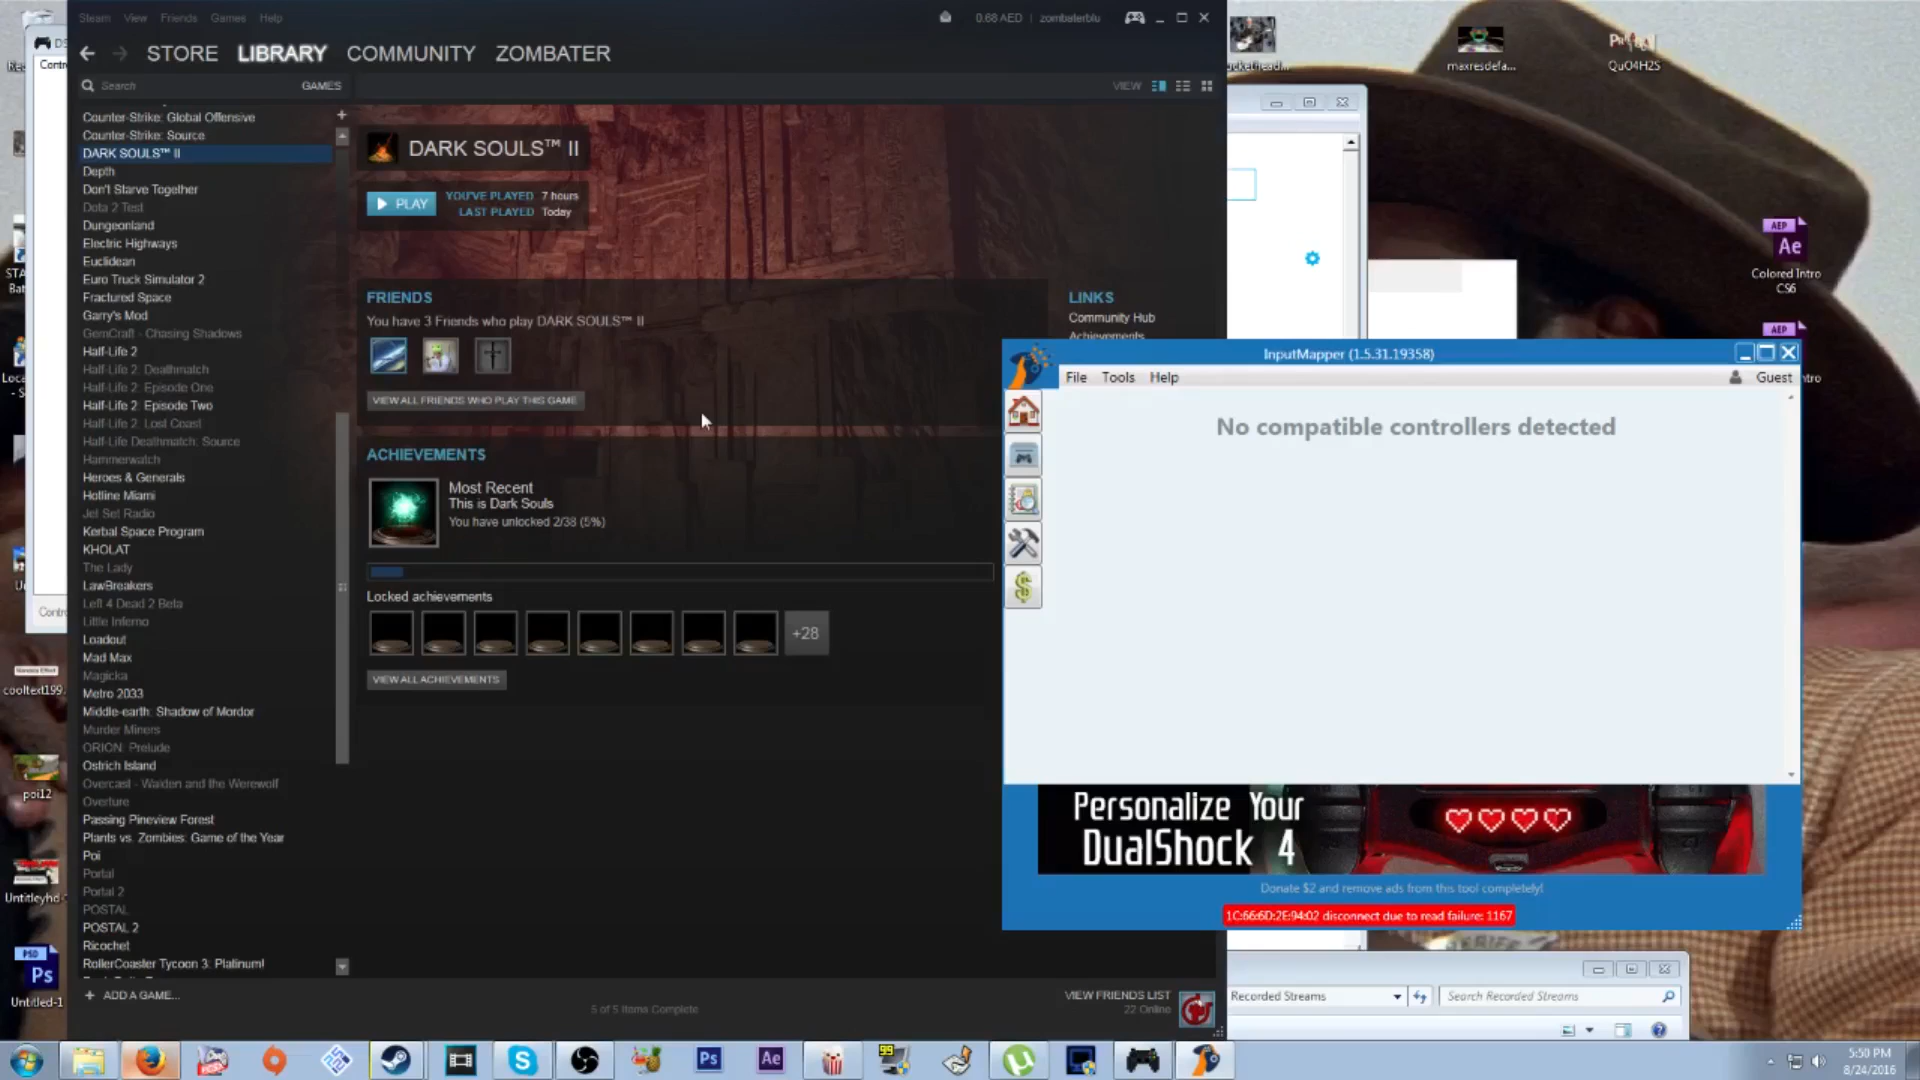 Steam View Friends Games Help
0.68 AED | zombaterblu
STORE LIBRARY COMMUNITY ZOMBATER
Search GAMES
VIEW
Counter-Strike: Global Offensive
Counter-Strike: Source
DARK SOULS™ II
Depth
Don't Starve Together
Dota 2 Test
Dungeonland
Electric Highways
Euclidean
Euro Truck Simulator 2
Fractured Space
Garry's Mod
GemCraft - Chasing Shadows
Half-Life 2
Half-Life 2: Deathmatch
Half-Life 2: Episode One
Half-Life 2: Episode Two
Half-Life 2: Lost Coast
Half-Life Deathmatch: Source
Hammerwatch
Heroes & Generals
Hotline Miami
Jet Set Radio
Kerbal Space Program
KHOLAT
The Lady
LawBreakers
Left 4 Dead 2 Beta
Little Inferno
Loadout
Mad Max
Magicka
Metro 2033
Middle-earth: Shadow of Mordor
Murder Miners
ORION: Prelude
Ostrich Island
Overcast - Walden and the Werewolf
Overture
Passing Pineview Forest
Plants vs. Zombies: Game of the Year
Poi
Portal
Portal 2
POSTAL
POSTAL 2
Ricochet
RollerCoaster Tycoon 3: Platinum!
+ ADD A GAME...
DARK SOULS™ II
PLAY
YOU'VE PLAYED 7 hours
LAST PLAYED Today
FRIENDS
You have 3 Friends who play DARK SOULS™ II
VIEW ALL FRIENDS WHO PLAY THIS GAME
LINKS
Community Hub
Achievements
ACHIEVEMENTS
Most Recent
This is Dark Souls
You have unlocked 2/38 (5%)
Locked achievements
+28
VIEW ALL ACHIEVEMENTS
5 of 5 Items Complete
VIEW FRIENDS LIST
22 Online
InputMapper (1.5.31.19358)
File Tools Help
Guest
No compatible controllers detected
Personalize Your
DualShock 4
Donate $2 and remove ads from this tool completely!
1C:66:6D:2E:94:02 disconnect due to read failure: 1167
Recorded Streams
Search Recorded Streams
maxresdefa...
QuO4H2S
AEP
Ae
Colored Intro
CS6
AEP
cooltext199...
poi12
PSD
Ps
Untitled-1
Ps
Ae
99
5:50 PM
8/24/2016